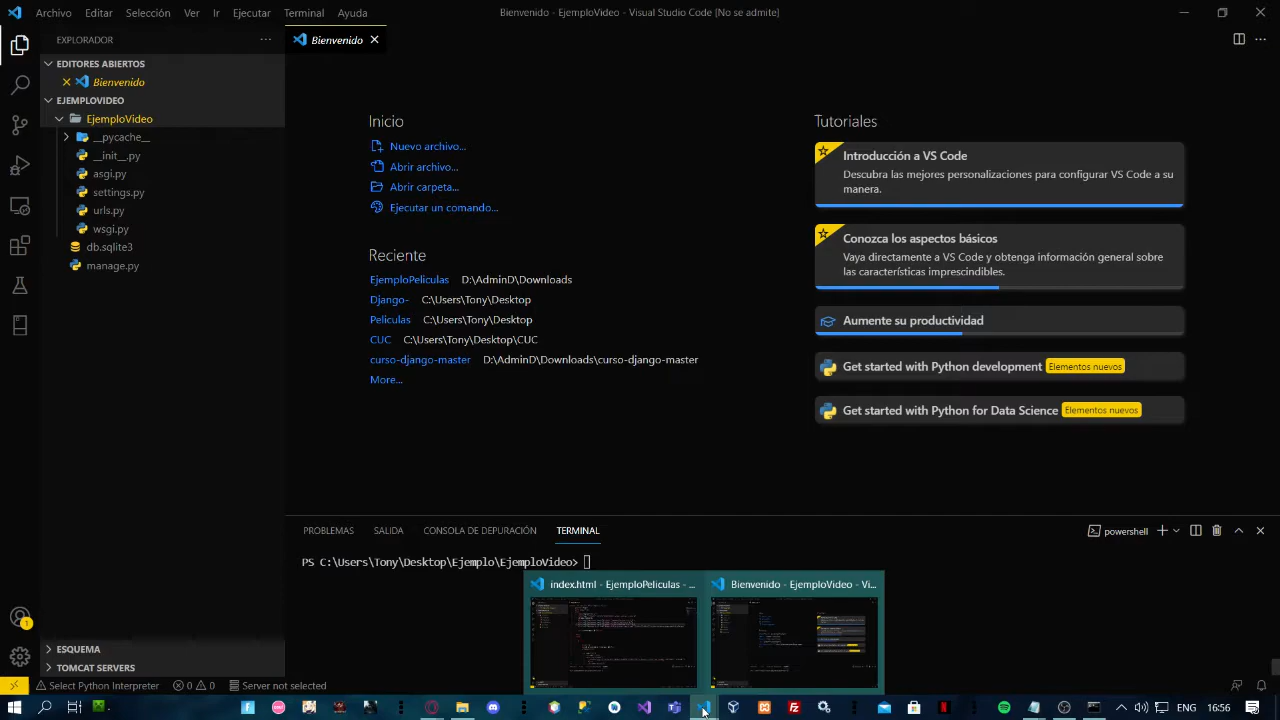 Archivo Editar Selección Ver Ir Ejecutar Terminal Ayuda
Bienvenido - EjemploVideo - Visual Studio Code [No se admite]
EXPLORADOR
EDITORES ABIERTOS
Bienvenido
EJEMPLOVIDEO
EjemploVideo
__pycache__
__init__.py
asgi.py
settings.py
urls.py
wsgi.py
db.sqlite3
manage.py
TOMCAT SERVERS
Bienvenido
Inicio
Nuevo archivo...
Abrir archivo...
Abrir carpeta...
Ejecutar un comando...
Reciente
EjemploPeliculas D:\AdminD\Downloads
Django- C:\Users\Tony\Desktop
Peliculas C:\Users\Tony\Desktop
CUC C:\Users\Tony\Desktop\CUC
curso-django-master D:\AdminD\Downloads\curso-django-master
More...
Tutoriales
Introducción a VS Code
Descubra las mejores personalizaciones para configurar VS Code a su
manera.
Conozca los aspectos básicos
Vaya directamente a VS Code y obtenga información general sobre
las características imprescindibles.
Aumente su productividad
Get started with Python development Elementos nuevos
Get started with Python for Data Science Elementos nuevos
PROBLEMAS SALIDA CONSOLA DE DEPURACIÓN TERMINAL
powershell
PS C:\Users\Tony\Desktop\Ejemplo\EjemploVideo>
index.html - EjemploPeliculas - ...
Bienvenido - EjemploVideo - Vi...
1
Select Python Interpreter 0 0 Server not selected
ENG 16:56